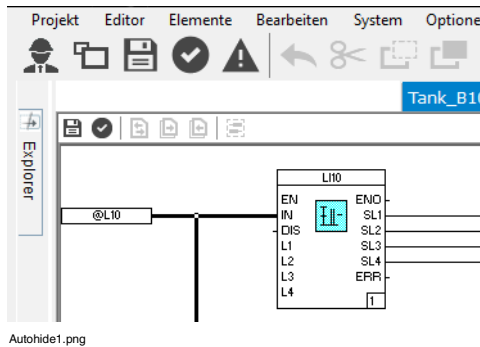 Projekt Editor Elemente Bearbeiten System Optione
Tank_B10
Explorer
LI10
@L10
EN ENO
IN SL1
DIS SL2
L1 SL3
L2 SL4
L3 ERR
L4 1
Autohide1.png